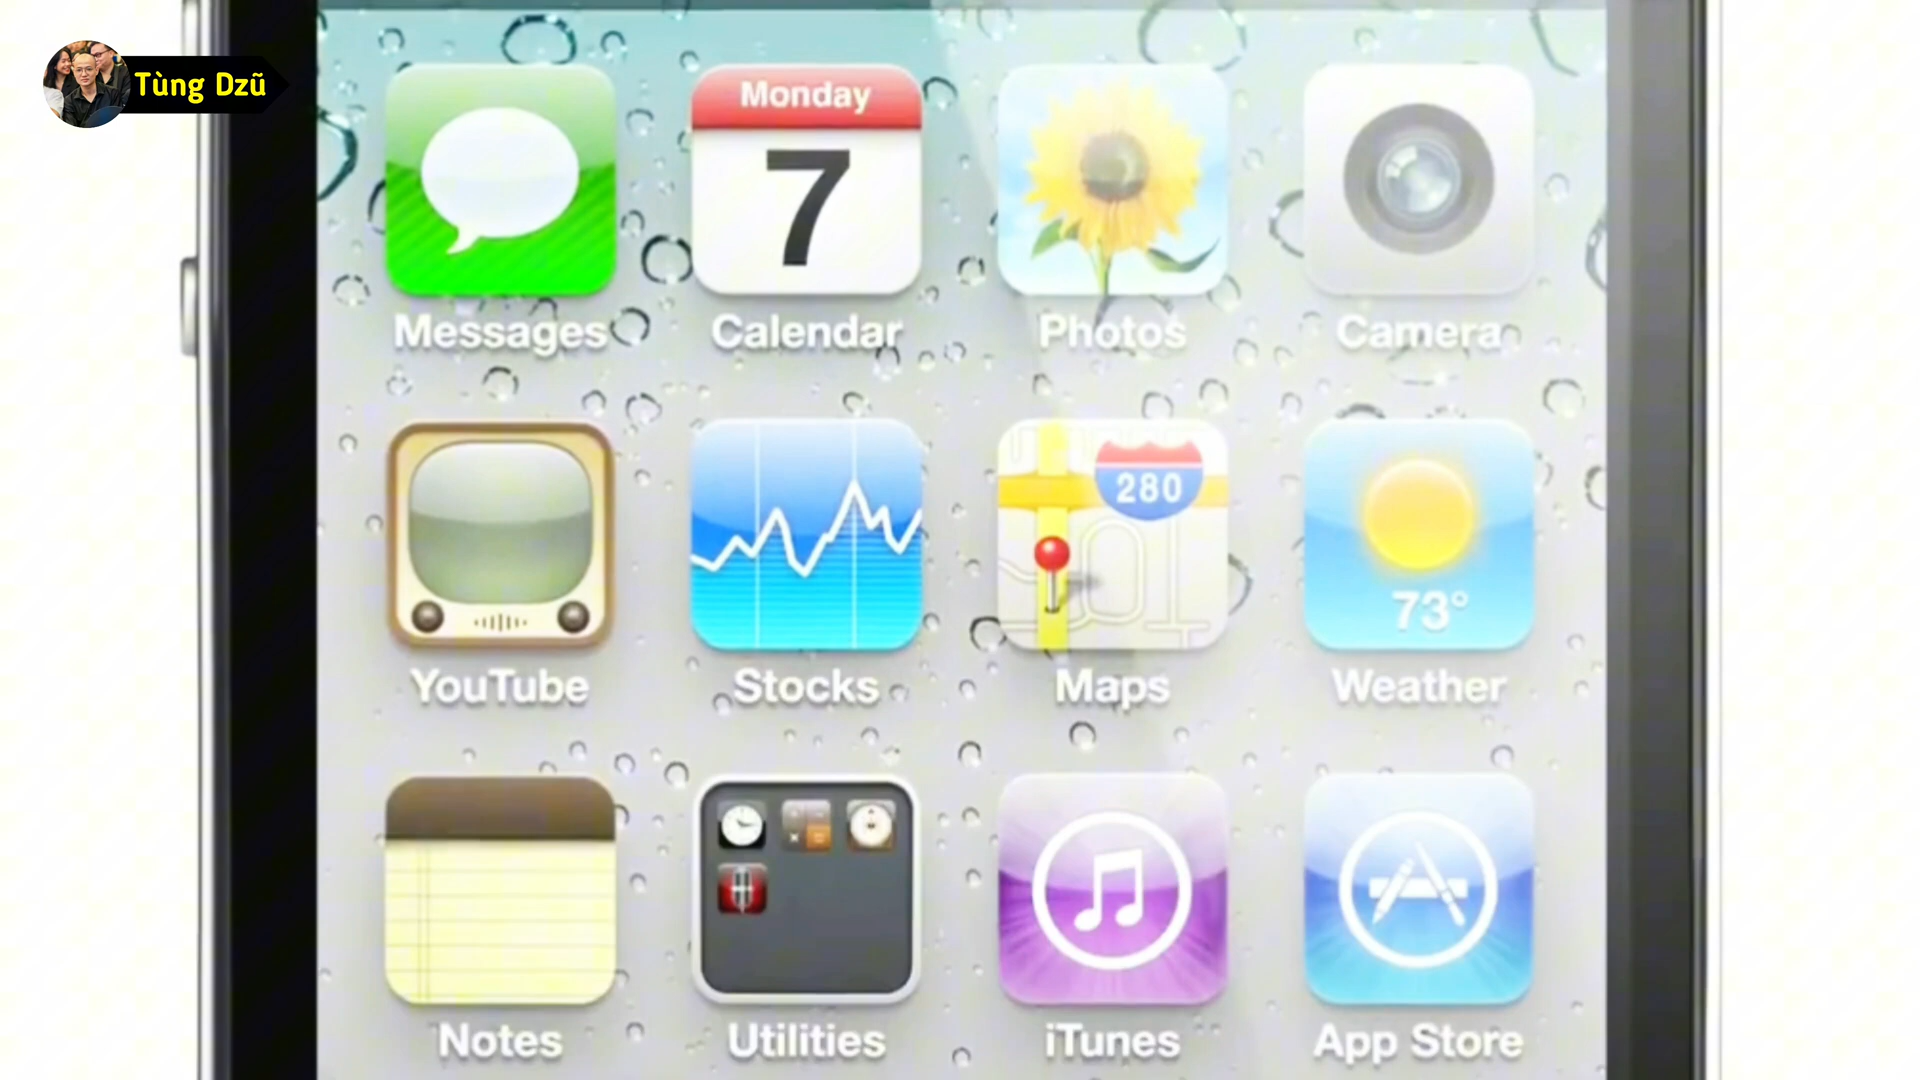 Tùng Dzũ
Monday
7
Messages
Calendar
Photos
Camera
280
73°
YouTube
Stocks
Maps
Weather
Notes
Utilities
iTunes
App Store